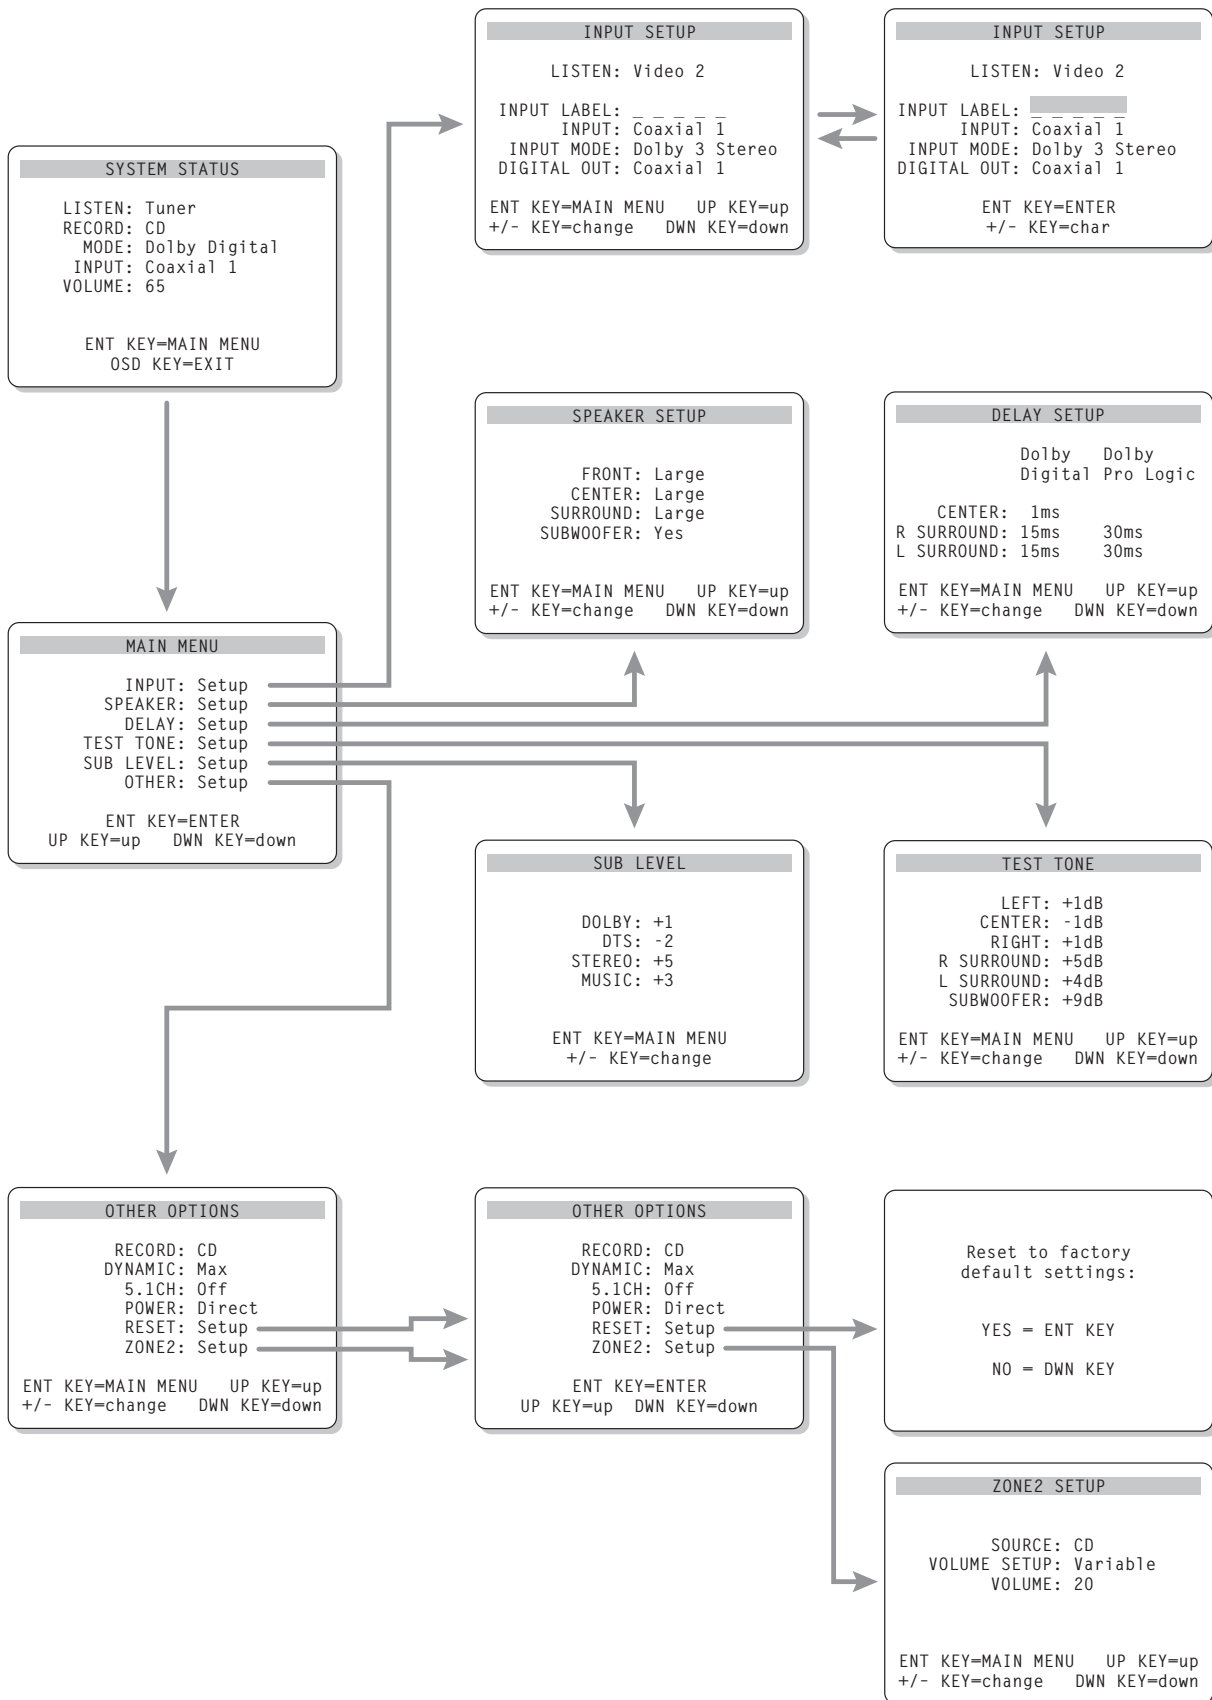 SYSTEM STATUS
LISTEN: Tuner
RECORD: CD
MODE: Dolby Digital
INPUT: Coaxial 1
VOLUME: 65
ENT KEY=MAIN MENU
OSD KEY=EXIT
INPUT SETUP
LISTEN: Video 2
INPUT LABEL: _ _ _ _ _
INPUT: Coaxial 1
INPUT MODE: Dolby 3 Stereo
DIGITAL OUT: Coaxial 1
ENT KEY=MAIN MENU UP KEY=up
+/- KEY=change DWN KEY=down
INPUT SETUP
LISTEN: Video 2
INPUT LABEL: _ _ _ _ _
INPUT: Coaxial 1
INPUT MODE: Dolby 3 Stereo
DIGITAL OUT: Coaxial 1
ENT KEY=ENTER
+/- KEY=char
MAIN MENU
INPUT: Setup
SPEAKER: Setup
DELAY: Setup
TEST TONE: Setup
SUB LEVEL: Setup
OTHER: Setup
ENT KEY=ENTER
UP KEY=up DWN KEY=down
SPEAKER SETUP
FRONT: Large
CENTER: Large
SURROUND: Large
SUBWOOFER: Yes
ENT KEY=MAIN MENU UP KEY=up
+/- KEY=change DWN KEY=down
DELAY SETUP
Dolby Dolby
Digital Pro Logic
CENTER: 1ms
R SURROUND: 15ms 30ms
L SURROUND: 15ms 30ms
ENT KEY=MAIN MENU UP KEY=up
+/- KEY=change DWN KEY=down
SUB LEVEL
DOLBY: +1
DTS: -2
STEREO: +5
MUSIC: +3
ENT KEY=MAIN MENU
+/- KEY=change
TEST TONE
LEFT: +1dB
CENTER: -1dB
RIGHT: +1dB
R SURROUND: +5dB
L SURROUND: +4dB
SUBWOOFER: +9dB
ENT KEY=MAIN MENU UP KEY=up
+/- KEY=change DWN KEY=down
OTHER OPTIONS
RECORD: CD
DYNAMIC: Max
5.1CH: Off
POWER: Direct
RESET: Setup
ZONE2: Setup
ENT KEY=MAIN MENU UP KEY=up
+/- KEY=change DWN KEY=down
OTHER OPTIONS
RECORD: CD
DYNAMIC: Max
5.1CH: Off
POWER: Direct
RESET: Setup
ZONE2: Setup
ENT KEY=ENTER
UP KEY=up DWN KEY=down
Reset to factory
default settings:
YES = ENT KEY
NO = DWN KEY
ZONE2 SETUP
SOURCE: CD
VOLUME SETUP: Variable
VOLUME: 20
ENT KEY=MAIN MENU UP KEY=up
+/- KEY=change DWN KEY=down